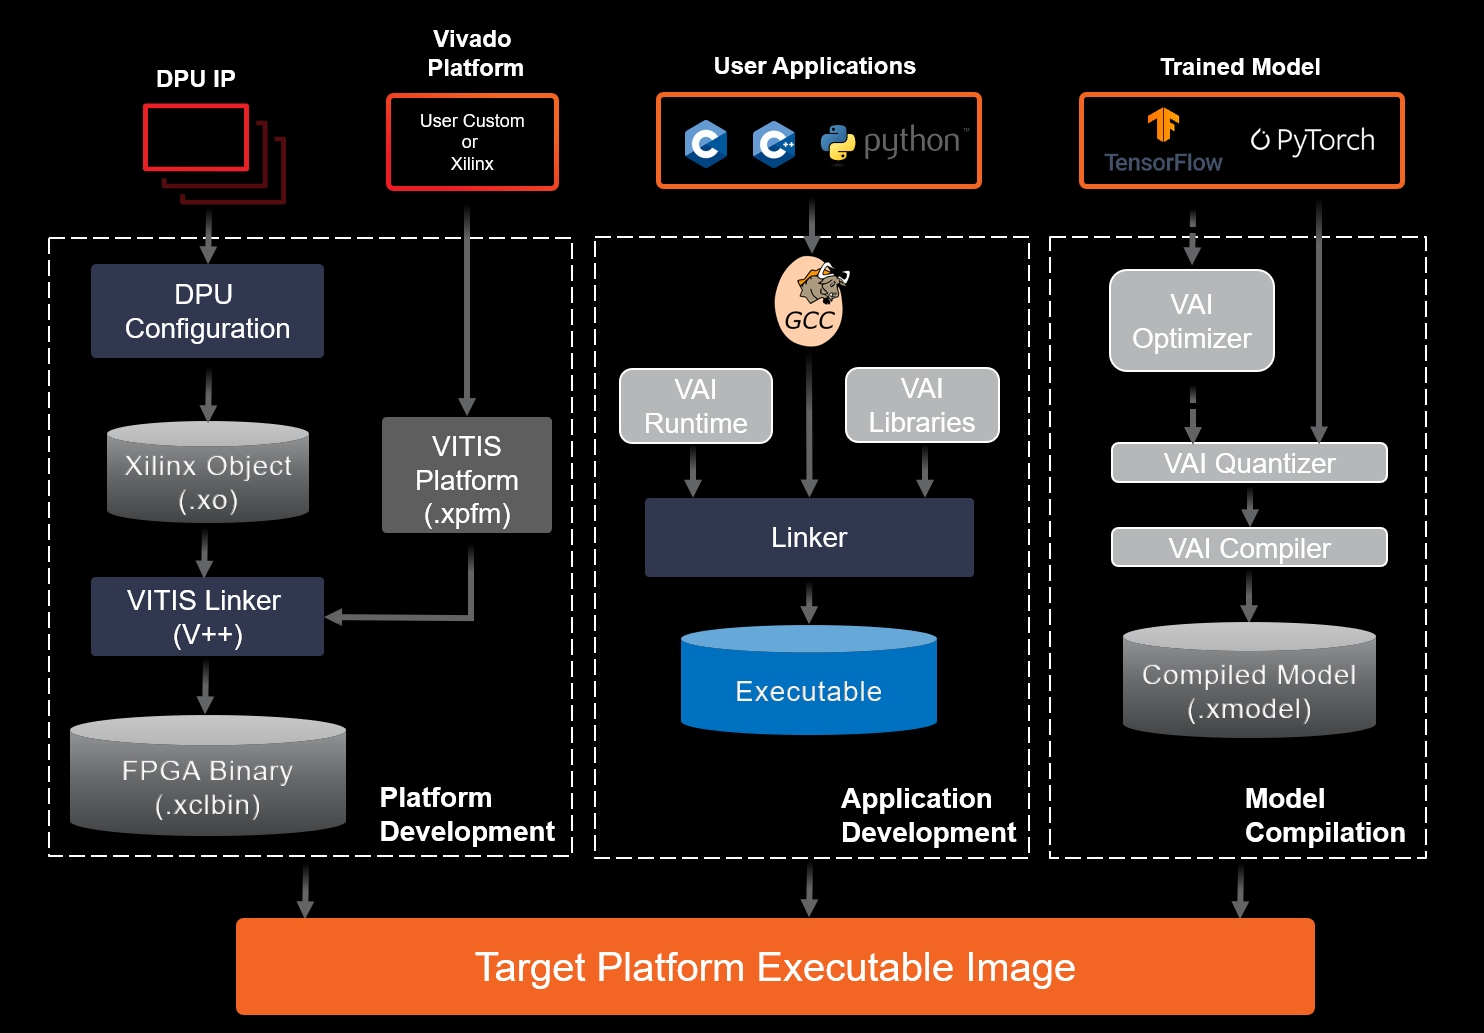 DPU IP
Vivado
Platform
User Custom
or
Xilinx
User Applications
C
C++
python™
Trained Model
TensorFlow
PyTorch
DPU
Configuration
Xilinx Object
(.xo)
VITIS Linker
(V++)
FPGA Binary
(.xclbin)
VITIS
Platform
(.xpfm)
Platform
Development
GCC
VAI
Runtime
VAI
Libraries
Linker
Executable
Application
Development
VAI
Optimizer
VAI Quantizer
VAI Compiler
Compiled Model
(.xmodel)
Model
Compilation
Target Platform Executable Image